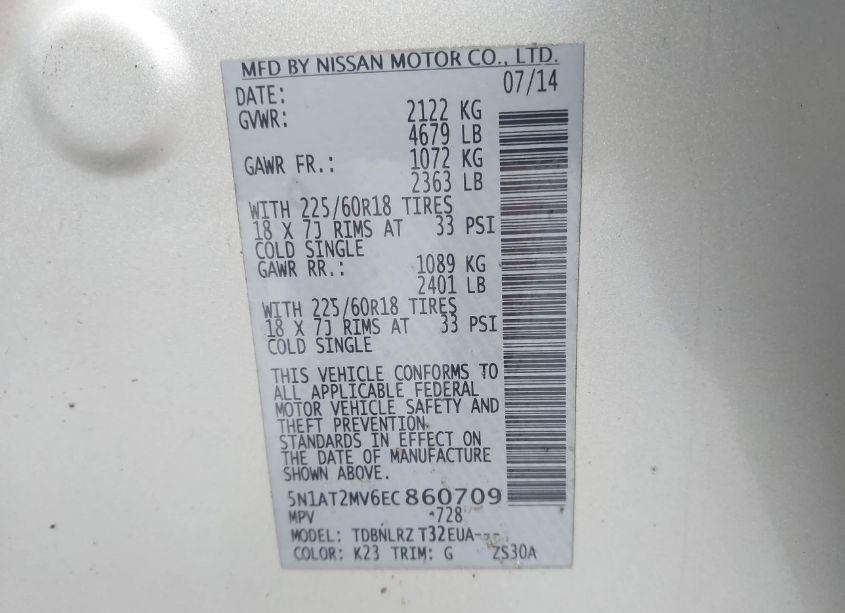 MFD BY NISSAN MOTOR CO., LTD.
DATE: 07/14
GVWR: 2122 KG
4679 LB
GAWR FR.: 1072 KG
2363 LB
WITH 225/60R18 TIRES
18 X 7J RIMS AT 33 PSI
COLD SINGLE
GAWR RR.: 1089 KG
2401 LB
WITH 225/60R18 TIRES
18 X 7J RIMS AT 33 PSI
COLD SINGLE
THIS VEHICLE CONFORMS TO
ALL APPLICABLE FEDERAL
MOTOR VEHICLE SAFETY AND
THEFT PREVENTION
STANDARDS IN EFFECT ON
THE DATE OF MANUFACTURE
SHOWN ABOVE.
5N1AT2MV6EC860709
MPV *728
MODEL: TDBNLRZ T32EUA---
COLOR: K23 TRIM: G ZS30A